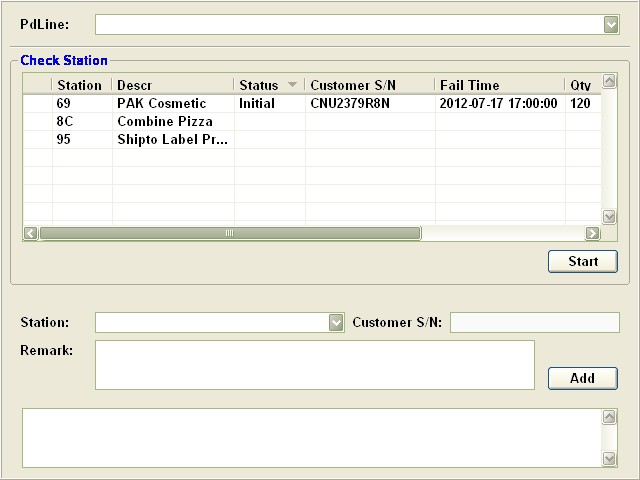 PdLine:
Check Station
Station Descr Status Customer S/N Fail Time Qty
69 PAK Cosmetic Initial CNU2379R8N 2012-07-17 17:00:00 120
8C Combine Pizza
95 Shipto Label Pr...
Start
Station: Customer S/N:
Remark:
Add